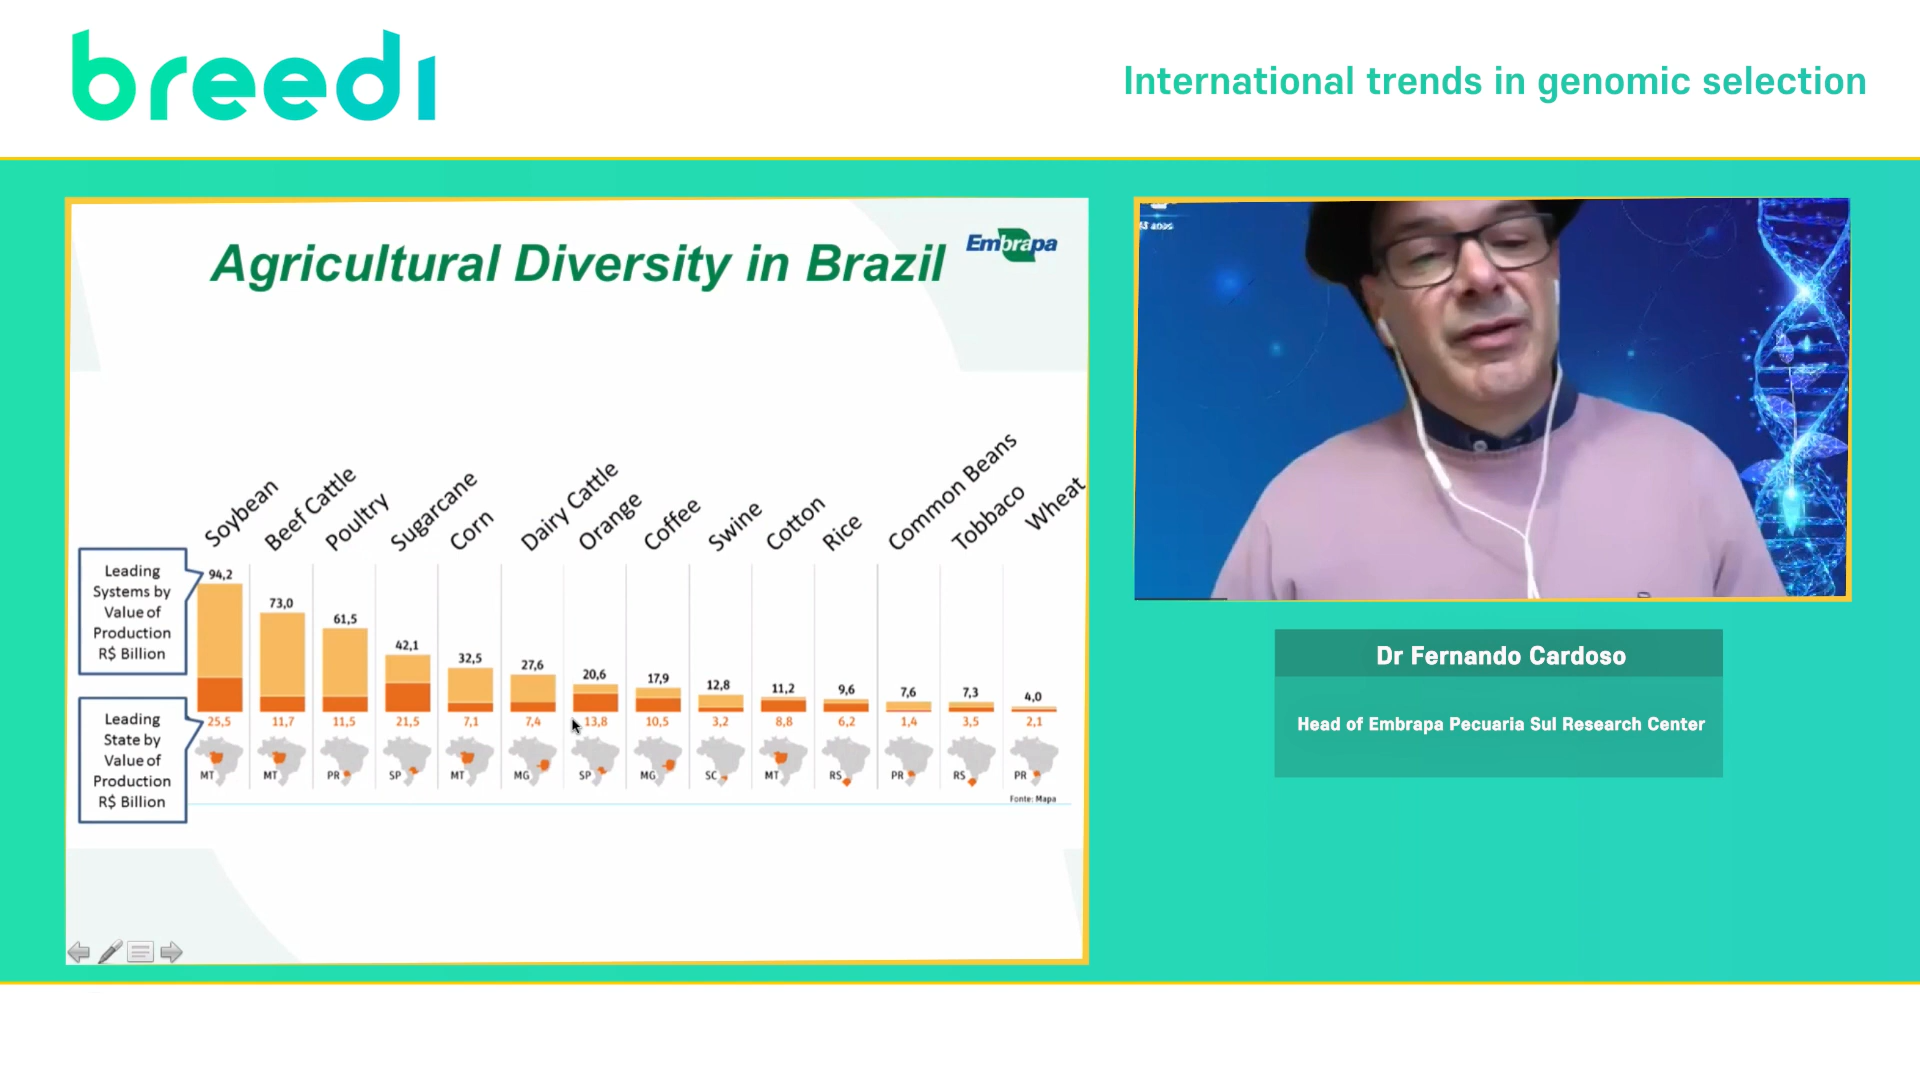 breedi
International trends in genomic selection
Agricultural Diversity in Brazil
Embrapa
Soybean
Beef Cattle
Poultry
Sugarcane
Corn
Dairy Cattle
Orange
Coffee
Swine
Cotton
Rice
Common Beans
Tobbaco
Wheat
Leading
Systems by
Value of
Production
R$ Billion
94,2
73,0
61,5
42,1
32,5
27,6
20,6
17,9
12,8
11,2
9,6
7,6
7,3
4,0
Leading
State by
Value of
Production
R$ Billion
25,5
11,7
11,5
21,5
7,1
7,4
13,8
10,5
3,2
8,8
6,2
1,4
3,5
2,1
MT
MT
PR
SP
MT
MG
SP
MG
SC
MT
RS
PR
RS
PR
Fonte: Mapa
anos
Dr Fernando Cardoso
Head of Embrapa Pecuaria Sul Research Center